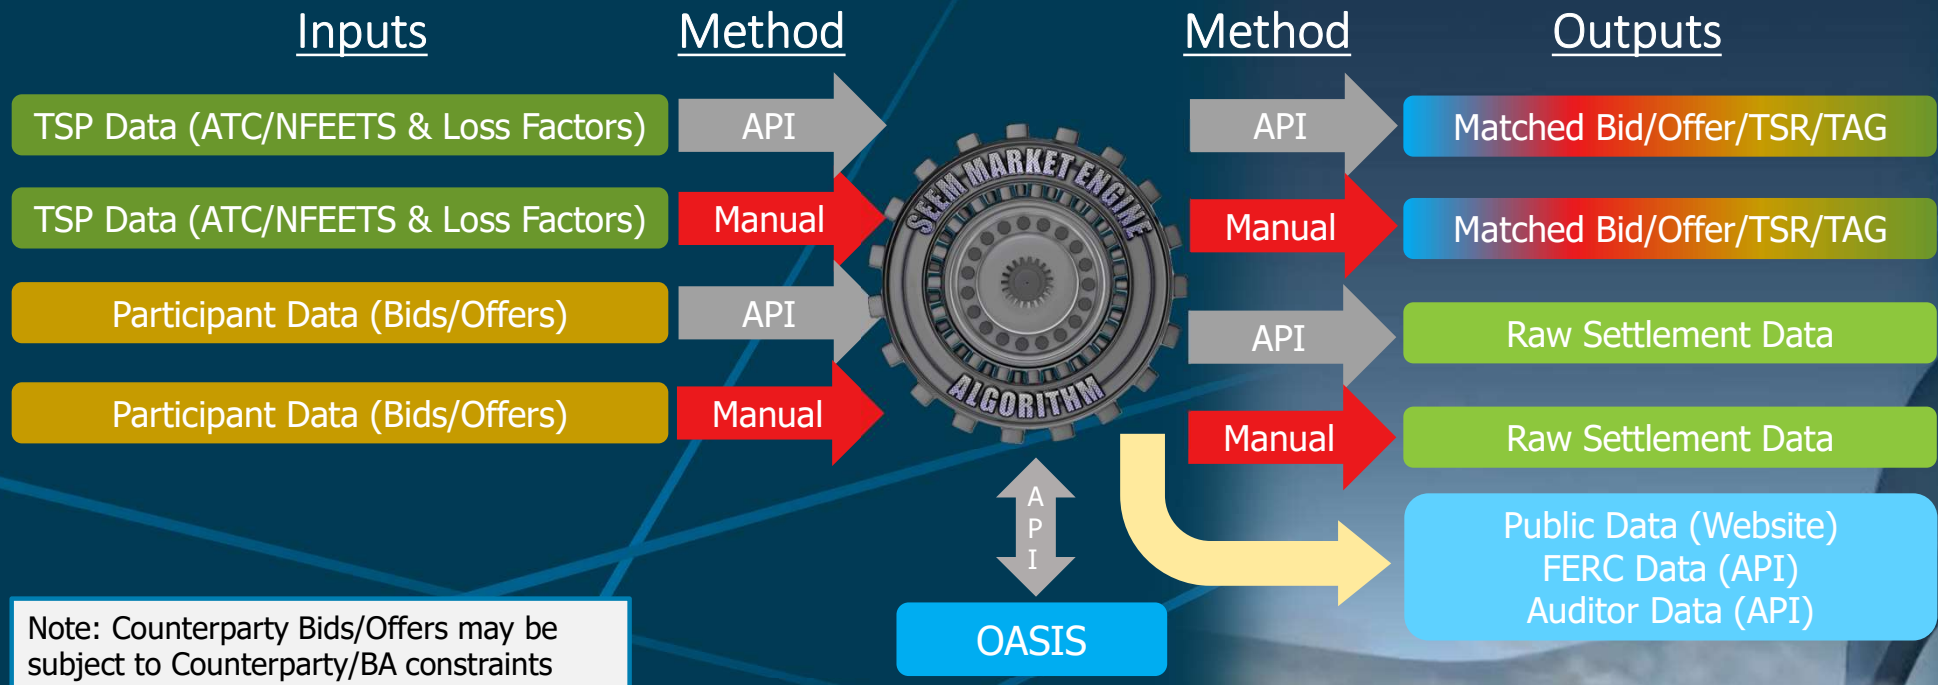 Inputs
Method
Method
Outputs
TSP Data (ATC/NFEETS & Loss Factors)
API
API
Matched Bid/Offer/TSR/TAG
TSP Data (ATC/NFEETS & Loss Factors)
Manual
Manual
Matched Bid/Offer/TSR/TAG
Participant Data (Bids/Offers)
API
API
Raw Settlement Data
Participant Data (Bids/Offers)
Manual
Manual
Raw Settlement Data
SEEM MARKET ENGINE
ALGORITHM
API
OASIS
Public Data (Website)
FERC Data (API)
Auditor Data (API)
Note: Counterparty Bids/Offers may be
subject to Counterparty/BA constraints